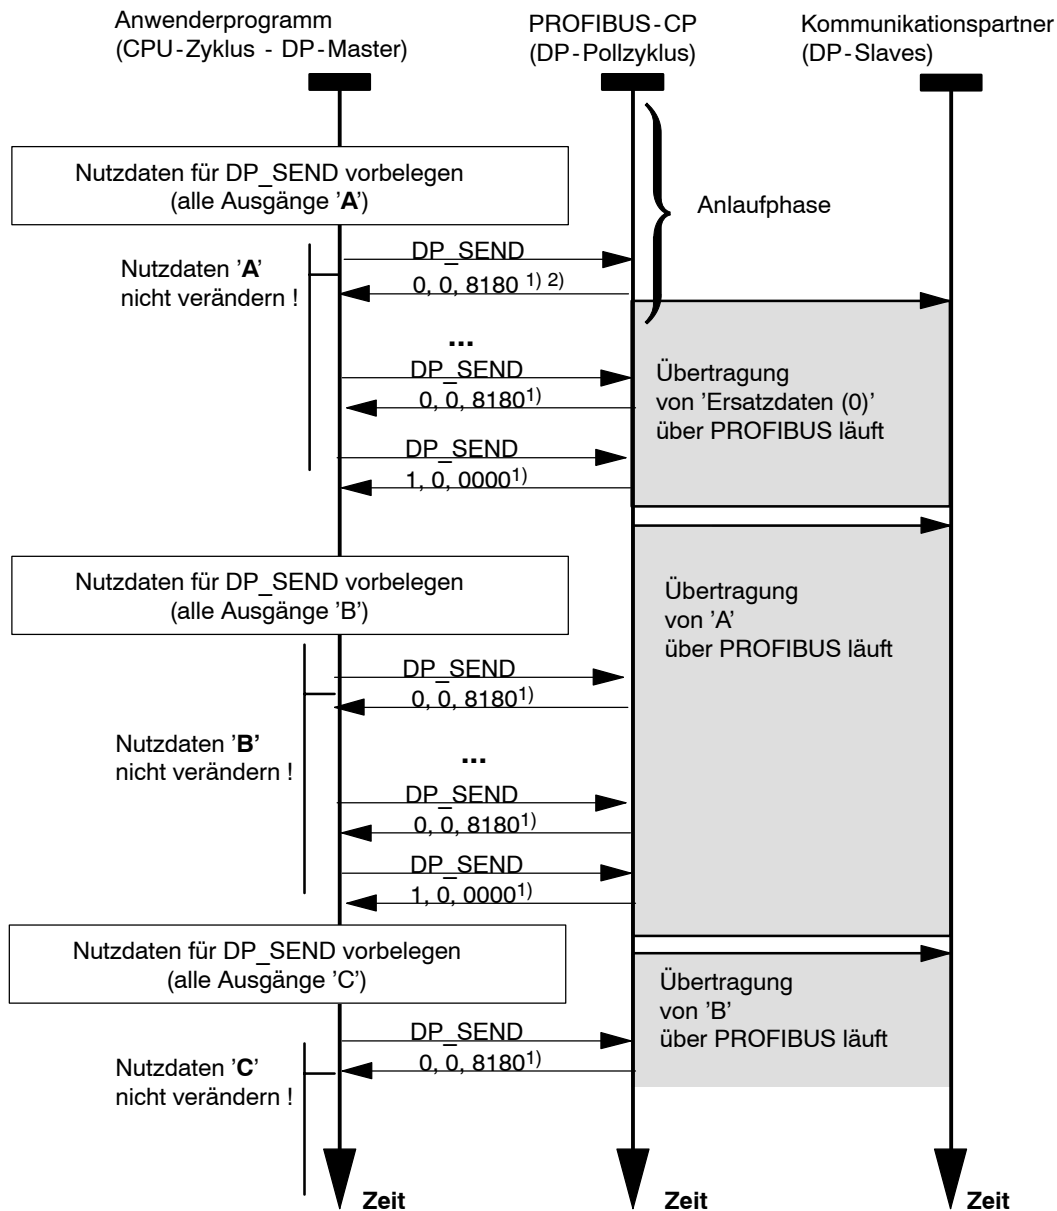 Anwenderprogramm
(CPU-Zyklus - DP-Master)
PROFIBUS-CP
(DP-Pollzyklus)
Kommunikationspartner
(DP-Slaves)
Nutzdaten für DP_SEND vorbelegen
(alle Ausgänge 'A')
Anlaufphase
Nutzdaten 'A'
nicht verändern !
DP_SEND
0, 0, 8180 1) 2)
...
DP_SEND
0, 0, 8180 1)
DP_SEND
1, 0, 0000 1)
Übertragung
von 'Ersatzdaten (0)'
über PROFIBUS läuft
Nutzdaten für DP_SEND vorbelegen
(alle Ausgänge 'B')
Übertragung
von 'A'
über PROFIBUS läuft
DP_SEND
0, 0, 8180 1)
Nutzdaten 'B'
nicht verändern !
...
DP_SEND
0, 0, 8180 1)
DP_SEND
1, 0, 0000 1)
Nutzdaten für DP_SEND vorbelegen
(alle Ausgänge 'C')
Übertragung
von 'B'
über PROFIBUS läuft
DP_SEND
0, 0, 8180 1)
Nutzdaten 'C'
nicht verändern !
Zeit
Zeit
Zeit